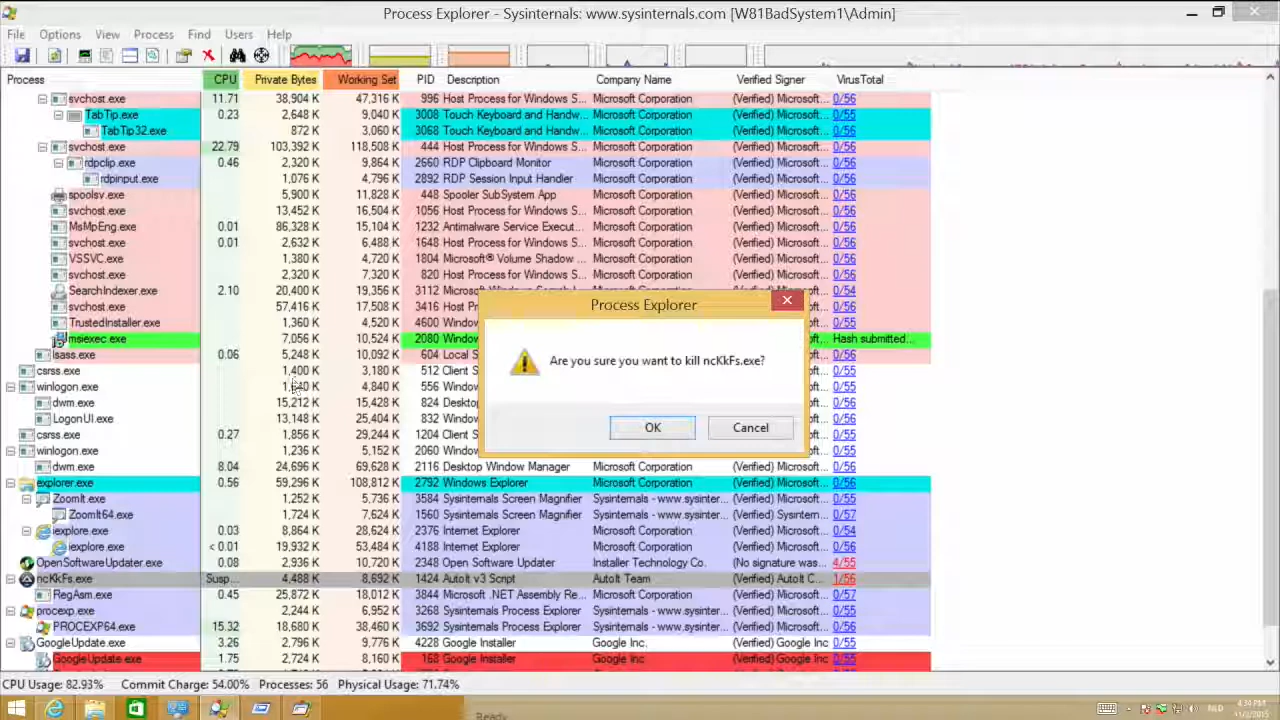 Process Explorer - Sysinternals: www.sysinternals.com [W81BadSystem1\Admin]
File Options View Process Find Users Help
Process CPU Private Bytes Working Set PID Description Company Name Verified Signer VirusTotal
svchost.exe 11.71 38,904 K 47,316 K 996 Host Process for Windows S... Microsoft Corporation (Verified) Microsoft... 0/56
TabTip.exe 0.23 2,648 K 9,040 K 3008 Touch Keyboard and Handw... Microsoft Corporation (Verified) Microsoft... 0/55
TabTip32.exe 872 K 3,060 K 3068 Touch Keyboard and Handw... Microsoft Corporation (Verified) Microsoft... 0/56
svchost.exe 22.79 103,392 K 118,508 K 444 Host Process for Windows S... Microsoft Corporation (Verified) Microsoft... 0/56
rdpclip.exe 0.46 2,320 K 9,864 K 2660 RDP Clipboard Monitor Microsoft Corporation (Verified) Microsoft... 0/56
rdpinput.exe 1,076 K 4,796 K 2892 RDP Session Input Handler Microsoft Corporation (Verified) Microsoft... 0/56
spoolsv.exe 5,900 K 11,828 K 448 Spooler SubSystem App Microsoft Corporation (Verified) Microsoft... 0/56
svchost.exe 13,452 K 16,504 K 1056 Host Process for Windows S... Microsoft Corporation (Verified) Microsoft... 0/56
MsMpEng.exe 0.01 86,328 K 15,104 K 1232 Antimalware Service Execut... Microsoft Corporation (Verified) Microsoft... 0/56
svchost.exe 0.01 2,632 K 6,488 K 1648 Host Process for Windows S... Microsoft Corporation (Verified) Microsoft... 0/56
VSSVC.exe 1,380 K 4,720 K 1804 Microsoft® Volume Shadow ... Microsoft Corporation (Verified) Microsoft... 0/56
svchost.exe 2,320 K 7,320 K 820 Host Process for Windows S... Microsoft Corporation (Verified) Microsoft... 0/56
SearchIndexer.exe 2.10 20,400 K 19,356 K 3112 Microsoft... 0/54
svchost.exe 57,416 K 17,508 K 3416 Host Pro 0/56
TrustedInstaller.exe 1,360 K 4,520 K 4600 Windo 0/55
msiexec.exe 7,056 K 10,524 K 2080 Windo Hash submitted...
lsass.exe 0.06 5,248 K 10,092 K 604 Local S 0/56
csrss.exe 1,400 K 3,180 K 512 Client S 0/55
winlogon.exe 4,840 K 556 Windo 0/55
dwm.exe 15,212 K 15,428 K 824 Deskto 0/56
LogonUI.exe 13,148 K 25,404 K 832 Windo 0/55
csrss.exe 0.27 1,856 K 29,244 K 1204 Client S 0/55
winlogon.exe 1,236 K 5,152 K 2060 Windo 0/55
dwm.exe 8.04 24,696 K 69,628 K 2116 Desktop Window Manager Microsoft Corporation (Verified) Microsoft... 0/56
explorer.exe 0.56 59,296 K 108,812 K 2792 Windows Explorer Microsoft Corporation (Verified) Microsoft... 0/56
ZoomIt.exe 1,252 K 5,736 K 3584 Sysinternals Screen Magnifier Sysinternals - www.sysinter... (Verified) Microsoft... 0/55
ZoomIt64.exe 1,724 K 7,624 K 1560 Sysinternals Screen Magnifier Sysinternals - www.sysinter... (Verified) Sysintern... 0/57
iexplore.exe 0.03 8,864 K 28,624 K 2376 Internet Explorer Microsoft Corporation (Verified) Microsoft... 0/54
iexplore.exe < 0.01 19,932 K 53,484 K 4188 Internet Explorer Microsoft Corporation (Verified) Microsoft... 0/56
OpenSoftwareUpdater.exe 0.08 2,936 K 10,720 K 2348 Open Software Updater Installer Technology Co. (No signature was... 4/55
ncKkFs.exe Susp... 4,488 K 8,692 K 1424 AutoIt v3 Script AutoIt Team (Verified) AutoIt C... 1/56
RegAsm.exe 0.45 25,872 K 18,012 K 3844 Microsoft .NET Assembly Re... Microsoft Corporation (Verified) Microsoft... 0/57
procexp.exe 2,244 K 6,952 K 3268 Sysinternals Process Explorer Sysinternals - www.sysinter... (Verified) Microsoft... 0/55
PROCEXP64.exe 15.32 18,680 K 38,460 K 3692 Sysinternals Process Explorer Sysinternals - www.sysinter... (Verified) Microsoft... 0/56
GoogleUpdate.exe 3.26 2,796 K 9,776 K 4228 Google Installer Google Inc. (Verified) Google Inc 0/55
GoogleUpdate.exe 1.75 2,724 K 8,160 K 168 Google Installer Google Inc. (Verified) Google Inc 0/55
Process Explorer
Are you sure you want to kill ncKkFs.exe?
OK Cancel
CPU Usage: 82.93% Commit Charge: 54.00% Processes: 56 Physical Usage: 71.74%
Ready
NLD
4:34 PM
11/2/2015